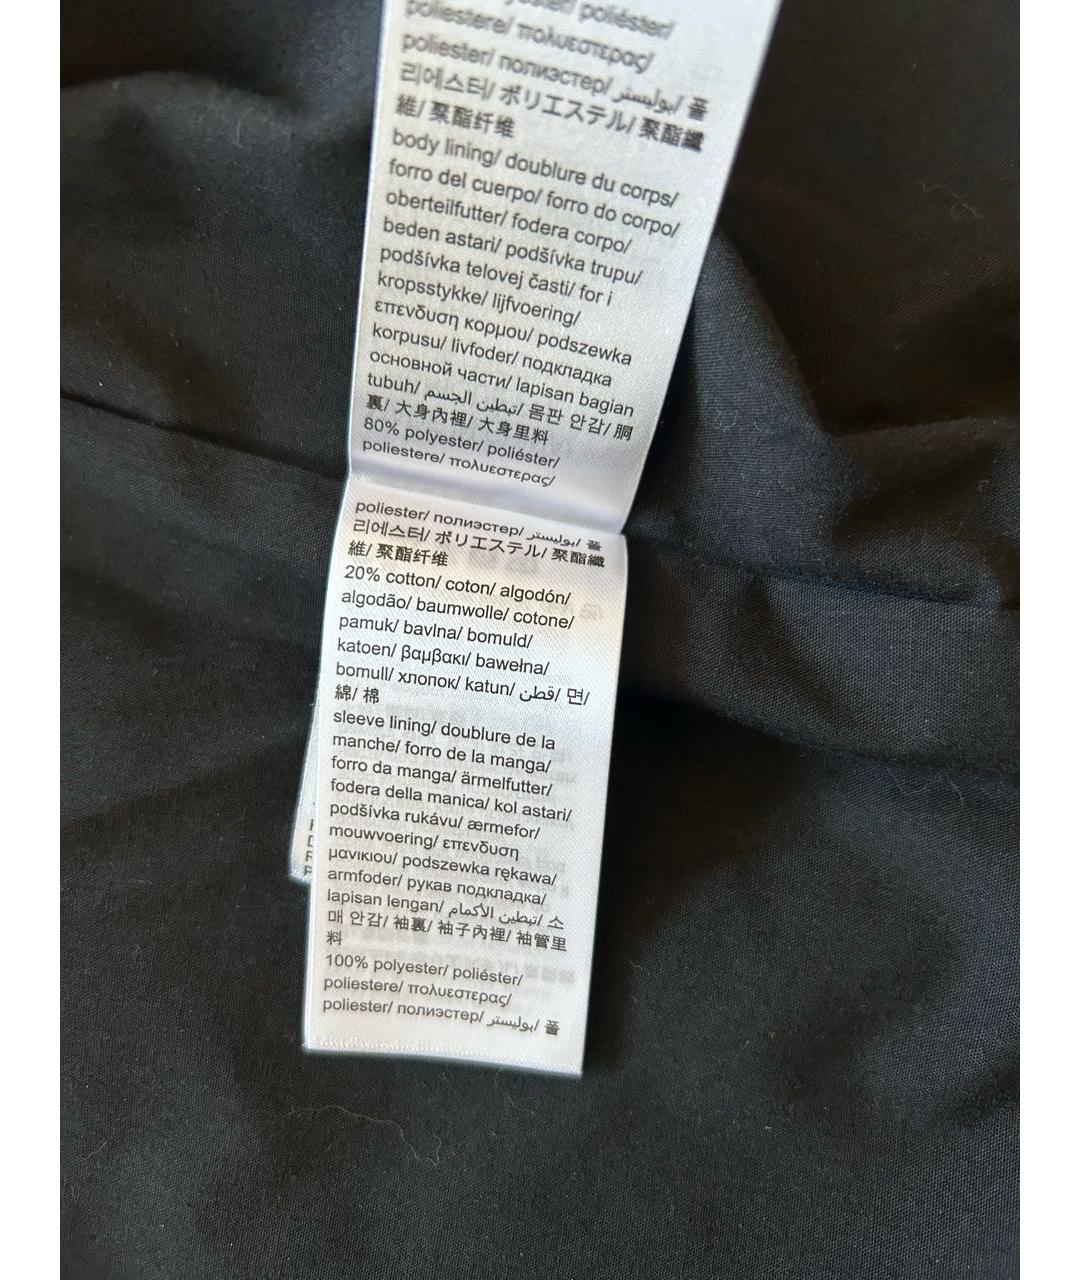 poliéster/
poliestere/ πολυεστερας/
poliester/ полиэстер/ بوليستر/ 폴
리에스터/ ポリエステル/ 聚酯纖
維/ 聚酯纤维
body lining/ doublure du corps/
forro del cuerpo/ forro do corpo/
oberteilfutter/ fodera corpo/
beden astari/ podšívka trupu/
podšívka telovej časti/ for i
kropsstykke/ lijfvoering/
επενδυση κορμου/ podszewka
korpusu/ livfoder/ подкладка
основной части/ lapisan bagian
tubuh/ تبطين الجسم/ 몸판 안감/ 胴
裏/ 大身內裡/ 大身里料
80% polyester/ poliéster/
poliestere/ πολυεστερας/
poliester/ полиэстер/ بوليستر/ 폴
리에스터/ ポリエステル/ 聚酯纖
維/ 聚酯纤维
20% cotton/ coton/ algodón/
algodão/ baumwolle/ cotone/
pamuk/ bavlna/ bomuld/
katoen/ βαμβακι/ bawełna/
bomull/ хлопок/ katun/ قطن/ 면/
綿/ 棉
sleeve lining/ doublure de la
manche/ forro de la manga/
forro da manga/ ärmelfutter/
fodera della manica/ kol astari/
podšívka rukávu/ ærmefor/
mouwvoering/ επενδυση
μανικιου/ podszewka rękawa/
armfoder/ рукав подкладка/
lapisan lengan/ تبطين الأكمام/ 소
매 안감/ 袖裏/ 袖子內裡/ 袖管里
料
100% polyester/ poliéster/
poliestere/ πολυεστερας/
poliester/ полиэстер/ بوليستر/ 폴